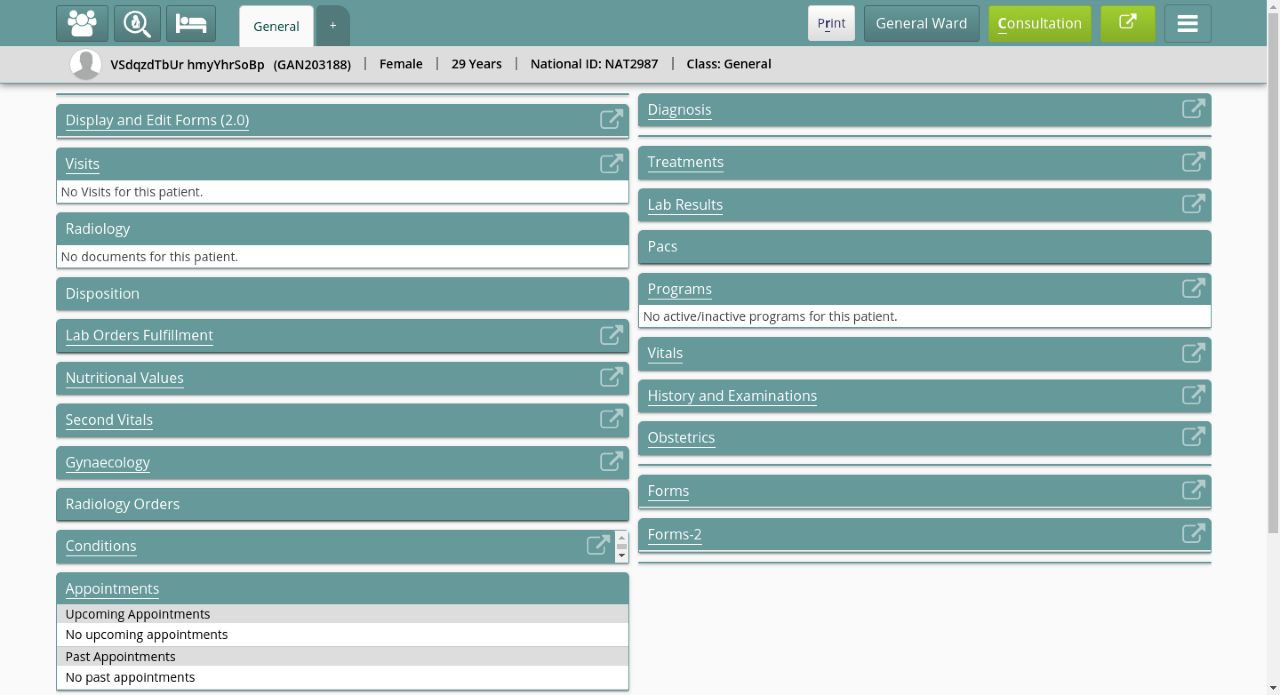 General
+
Print
General Ward
Consultation
VSdqzdTbUr hmyYhrSoBp (GAN203188) | Female | 29 Years | National ID: NAT2987 | Class: General
Display and Edit Forms (2.0)
Visits
No Visits for this patient.
Radiology
No documents for this patient.
Disposition
Lab Orders Fulfillment
Nutritional Values
Second Vitals
Gynaecology
Radiology Orders
Conditions
Appointments
Upcoming Appointments
No upcoming appointments
Past Appointments
No past appointments
Diagnosis
Treatments
Lab Results
Pacs
Programs
No active/inactive programs for this patient.
Vitals
History and Examinations
Obstetrics
Forms
Forms-2